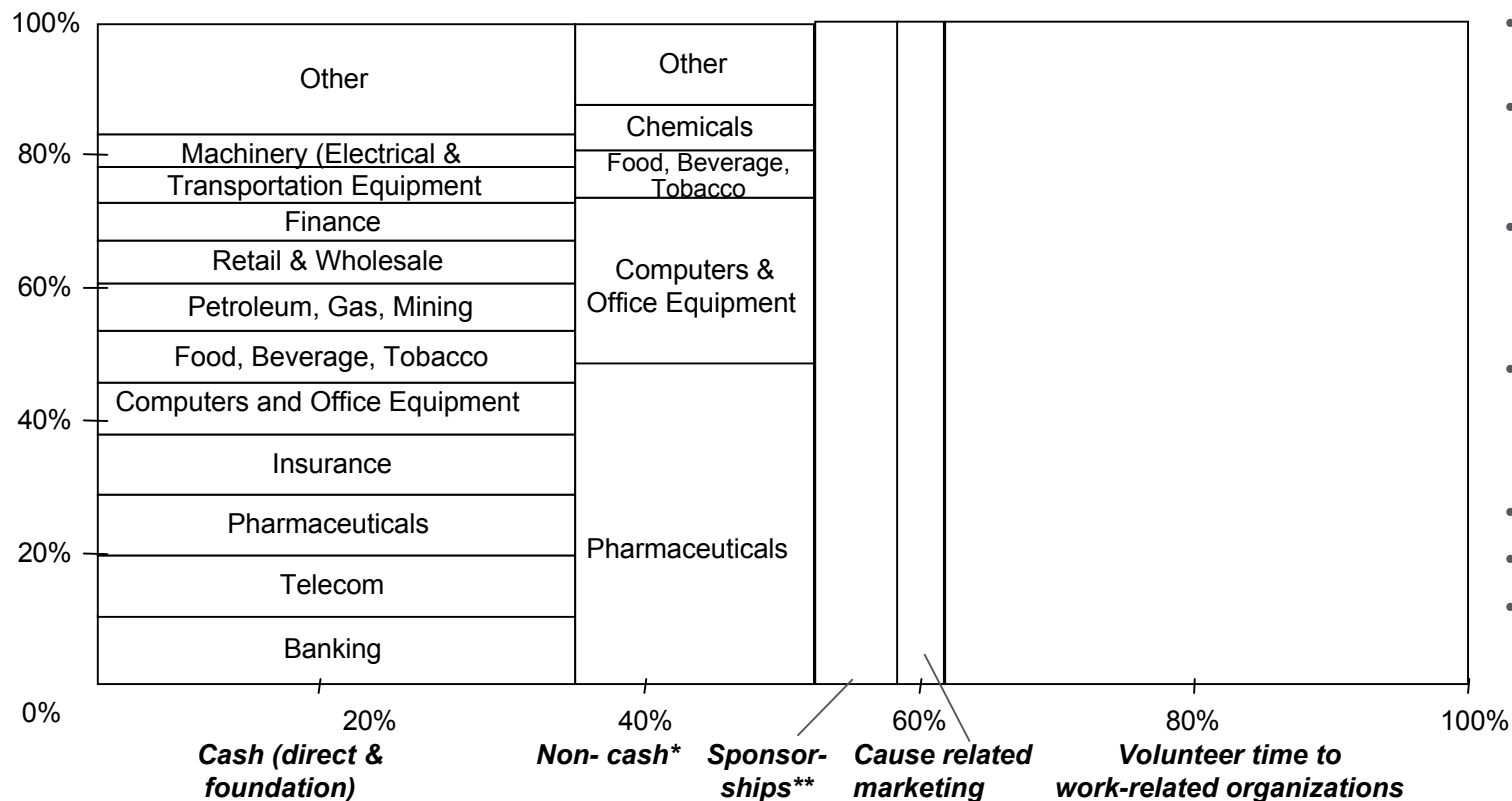 100%
80%
60%
40%
20%
0%
Other
Machinery (Electrical &
Transportation Equipment
Finance
Retail & Wholesale
Petroleum, Gas, Mining
Food, Beverage, Tobacco
Computers and Office Equipment
Insurance
Pharmaceuticals
Telecom
Banking
Other
Chemicals
Food, Beverage,
Tobacco
Computers &
Office Equipment
Pharmaceuticals
20%
40%
60%
80%
100%
Cash (direct &
foundation)
Non- cash*
Sponsor-
ships**
Cause related
marketing
Volunteer time to
work-related organizations